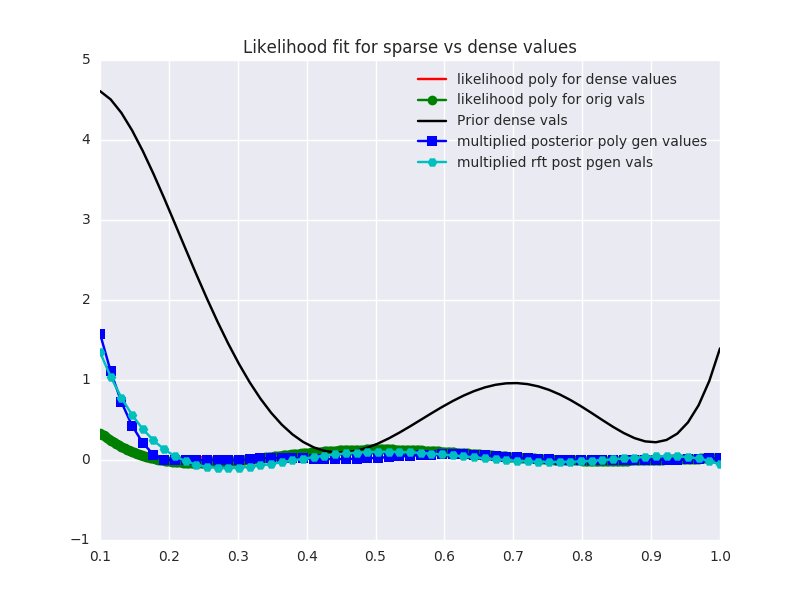 Likelihood fit for sparse vs dense values
likelihood poly for dense values
likelihood poly for orig vals
Prior dense vals
multiplied posterior poly gen values
multiplied rft post pgen vals
5
4
3
2
1
0
−1
0.1 0.2 0.3 0.4 0.5 0.6 0.7 0.8 0.9 1.0